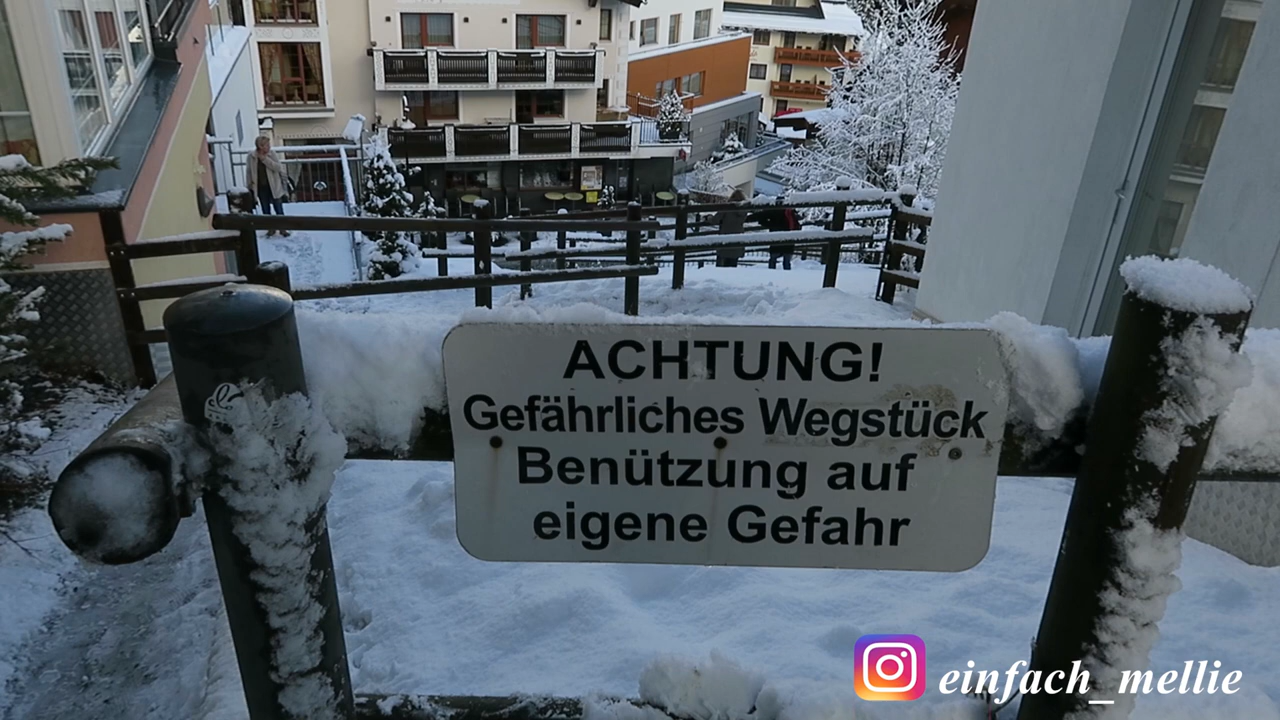 ACHTUNG!
Gefährliches Wegstück
Benützung auf
eigene Gefahr
einfach_mellie